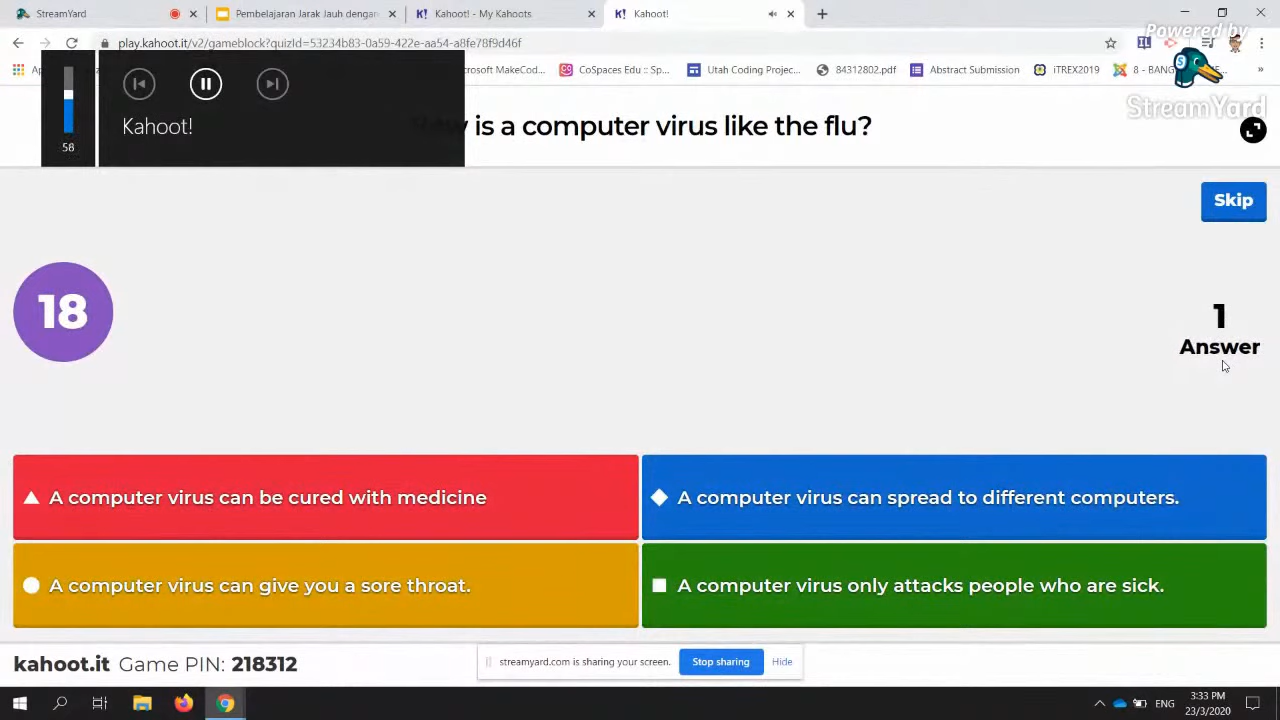 StreamYard
Pembelajaran Jarak Jauh dengan
Kahoot! - My Kahoots
Kahoot!
play.kahoot.it/v2/gameblock?quizId=53234b83-0a59-422e-aa54-a8fe78f9d46f
Powered by
StreamYard
crosoft MakeCod...
CoSpaces Edu :: Sp...
Utah Coding Projec...
84312802.pdf
Abstract Submission
iTREX2019
8 - BANG
Kahoot!
58
is a computer virus like the flu?
Skip
18
1
Answer
A computer virus can be cured with medicine
A computer virus can spread to different computers.
A computer virus can give you a sore throat.
A computer virus only attacks people who are sick.
kahoot.it Game PIN: 218312
streamyard.com is sharing your screen.
Stop sharing
Hide
ENG
3:33 PM
23/3/2020